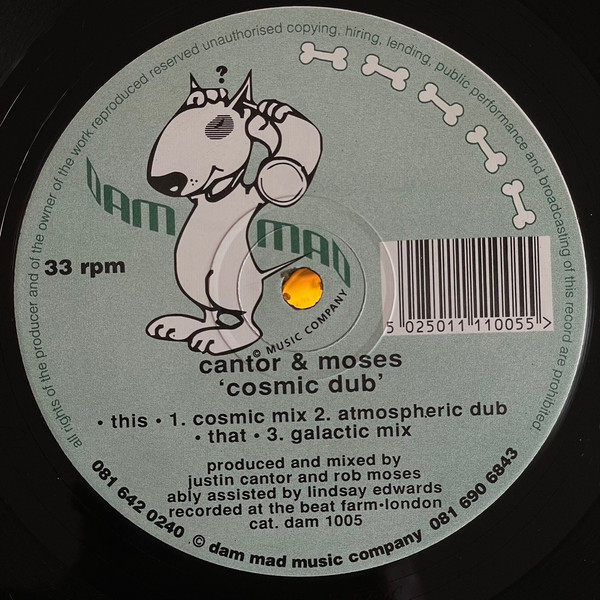 all rights of the producer and of the owner of the work reproduced reserved unauthorised copying, hiring, lending, public performance and broadcasting of this record are prohibited.
?
DAM MAD
© MUSIC COMPANY
33 rpm
5 025011 110055 >
cantor & moses
'cosmic dub'
• this • 1. cosmic mix 2. atmospheric dub
• that • 3. galactic mix
produced and mixed by
justin cantor and rob moses
ably assisted by lindsay edwards
recorded at the beat farm•london
cat. dam 1005
081 642 0240 © dam mad music company 081 690 6843